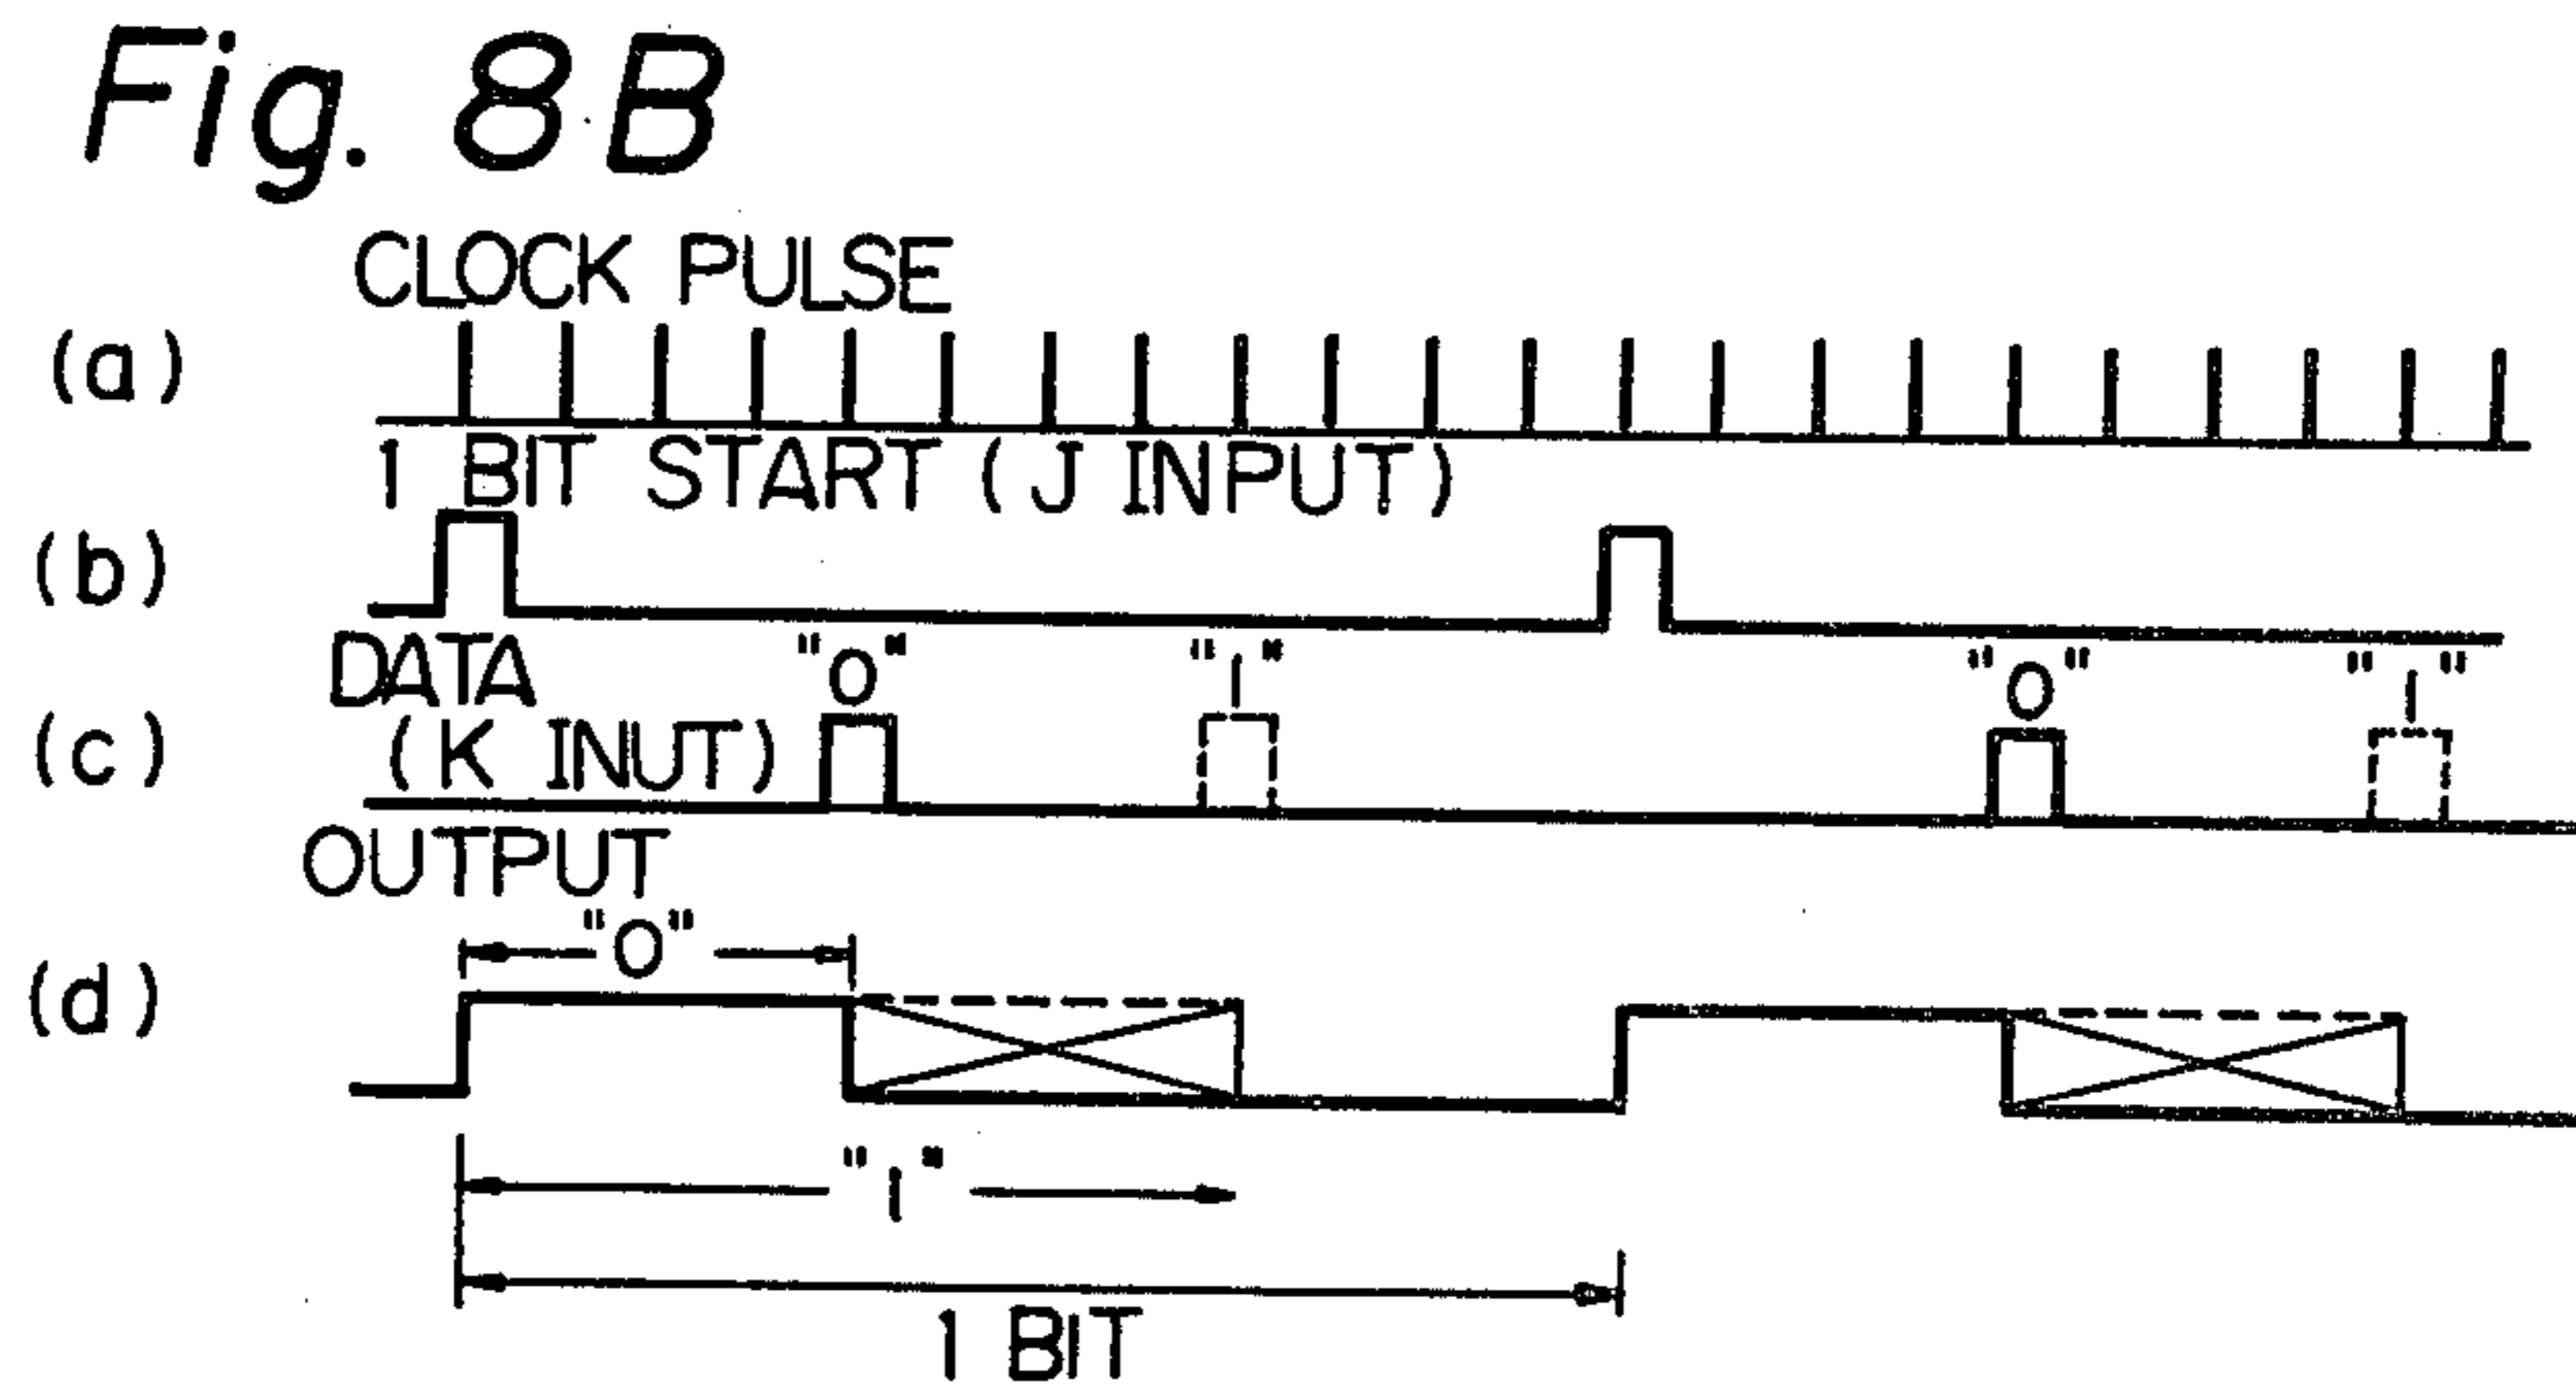 Fig. 8B
CLOCK PULSE
(a)
1 BIT START (J INPUT)
(b)
DATA "0" "1" "0" "1"
(c) (K INUT)
OUTPUT
"0"
(d)
"1"
1 BIT